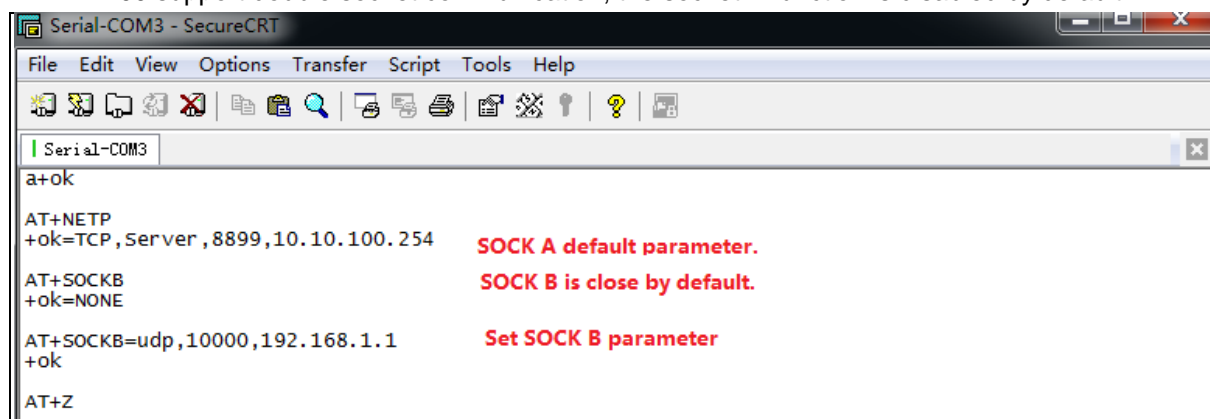 Serial-COM3 - SecureCRT
File Edit View Options Transfer Script Tools Help
Serial-COM3
a+ok
AT+NETP
+ok=TCP,Server,8899,10.10.100.254
SOCK A default parameter.
AT+SOCKB
SOCK B is close by default.
+ok=NONE
AT+SOCKB=udp,10000,192.168.1.1
Set SOCK B parameter
+ok
AT+Z